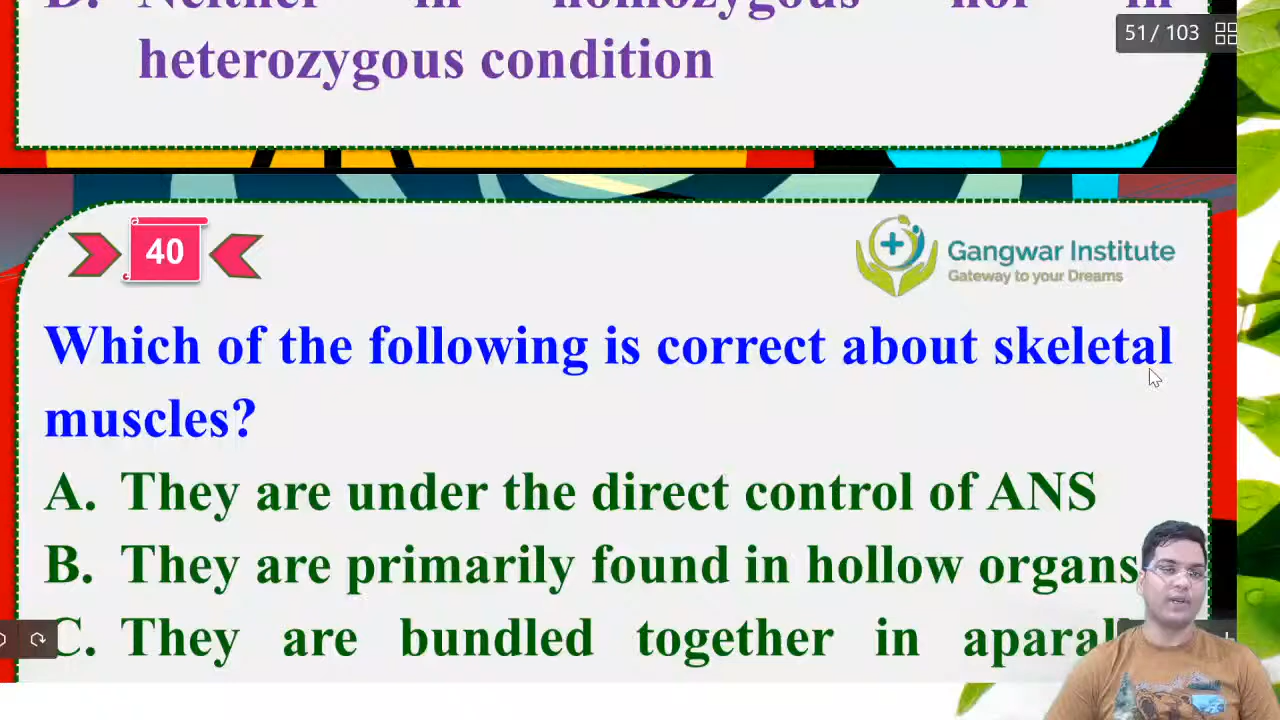 heterozygous condition
51 / 103
40
Gangwar Institute
Gateway to your Dreams
Which of the following is correct about skeletal
muscles?
A. They are under the direct control of ANS
B. They are primarily found in hollow organs
C. They are bundled together in